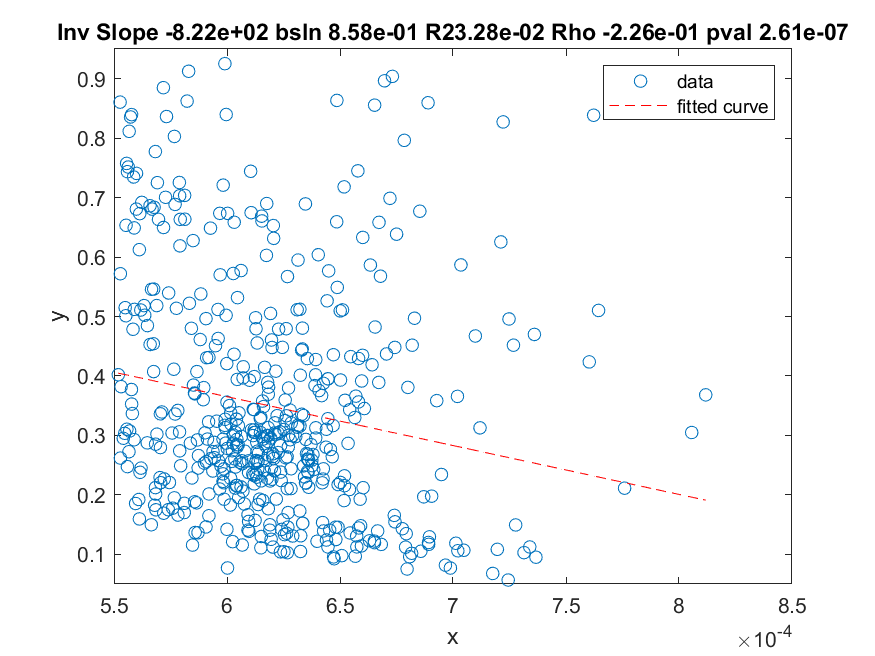 Inv Slope -8.22e+02 bsln 8.58e-01 R23.28e-02 Rho -2.26e-01 pval 2.61e-07
data
fitted curve
0.9
0.8
0.7
0.6
0.5
0.4
0.3
0.2
0.1
y
5.5 6 6.5 7 7.5 8 8.5
x
×10-4